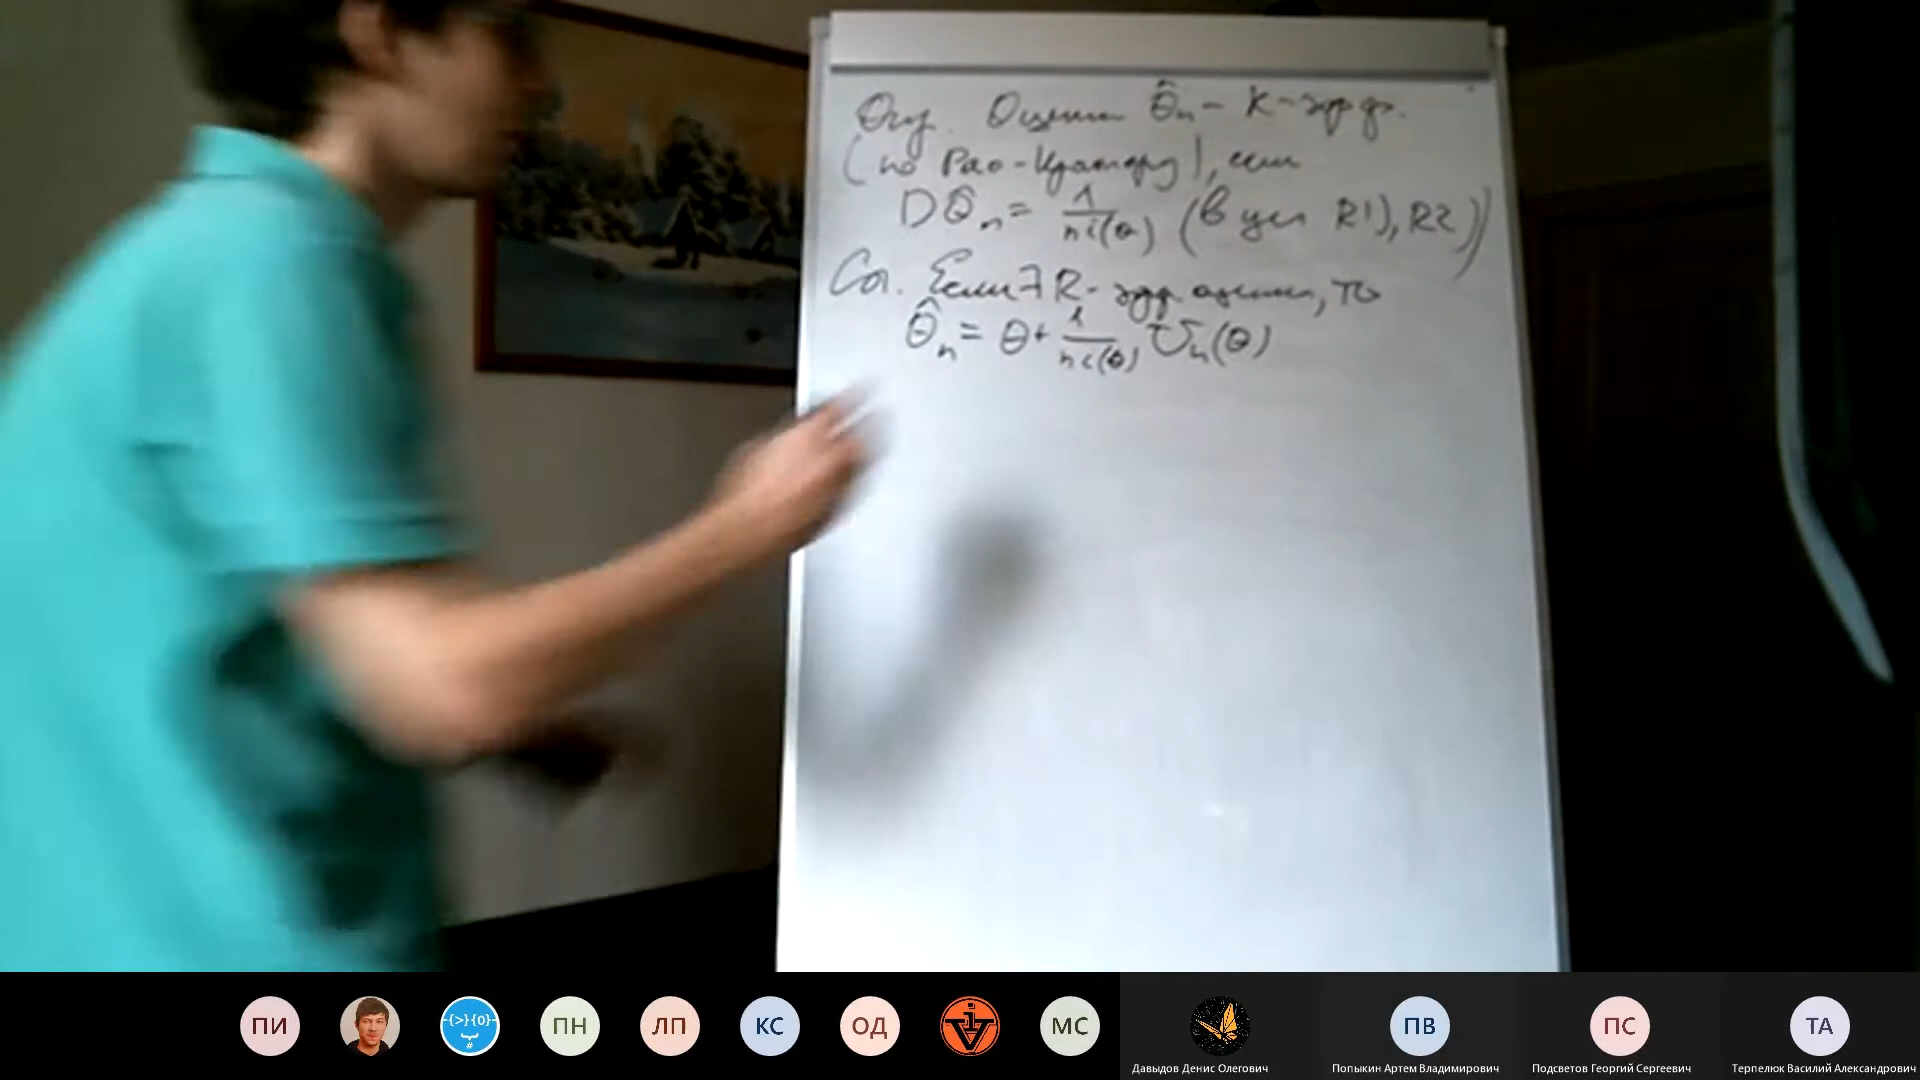 Опр. Оценка θ̂ₙ - R-эфф.
(по Рао-Крамеру), если
Dθ̂ₙ = 1/(n i(θ)) (в усл R1), R2))
Сл. Если ∃ R-эфф. оценка, то
θ̂ₙ = θ + 1/(n i(θ)) Uₙ(θ)
ПИ
-{>}{0}-
#
ПН
ЛП
КС
ОД
МС
ПВ
ПС
ТА
Давыдов Денис Олегович
Попыкин Артем Владимирович
Подсветов Георгий Сергеевич
Терпелюк Василий Александрович